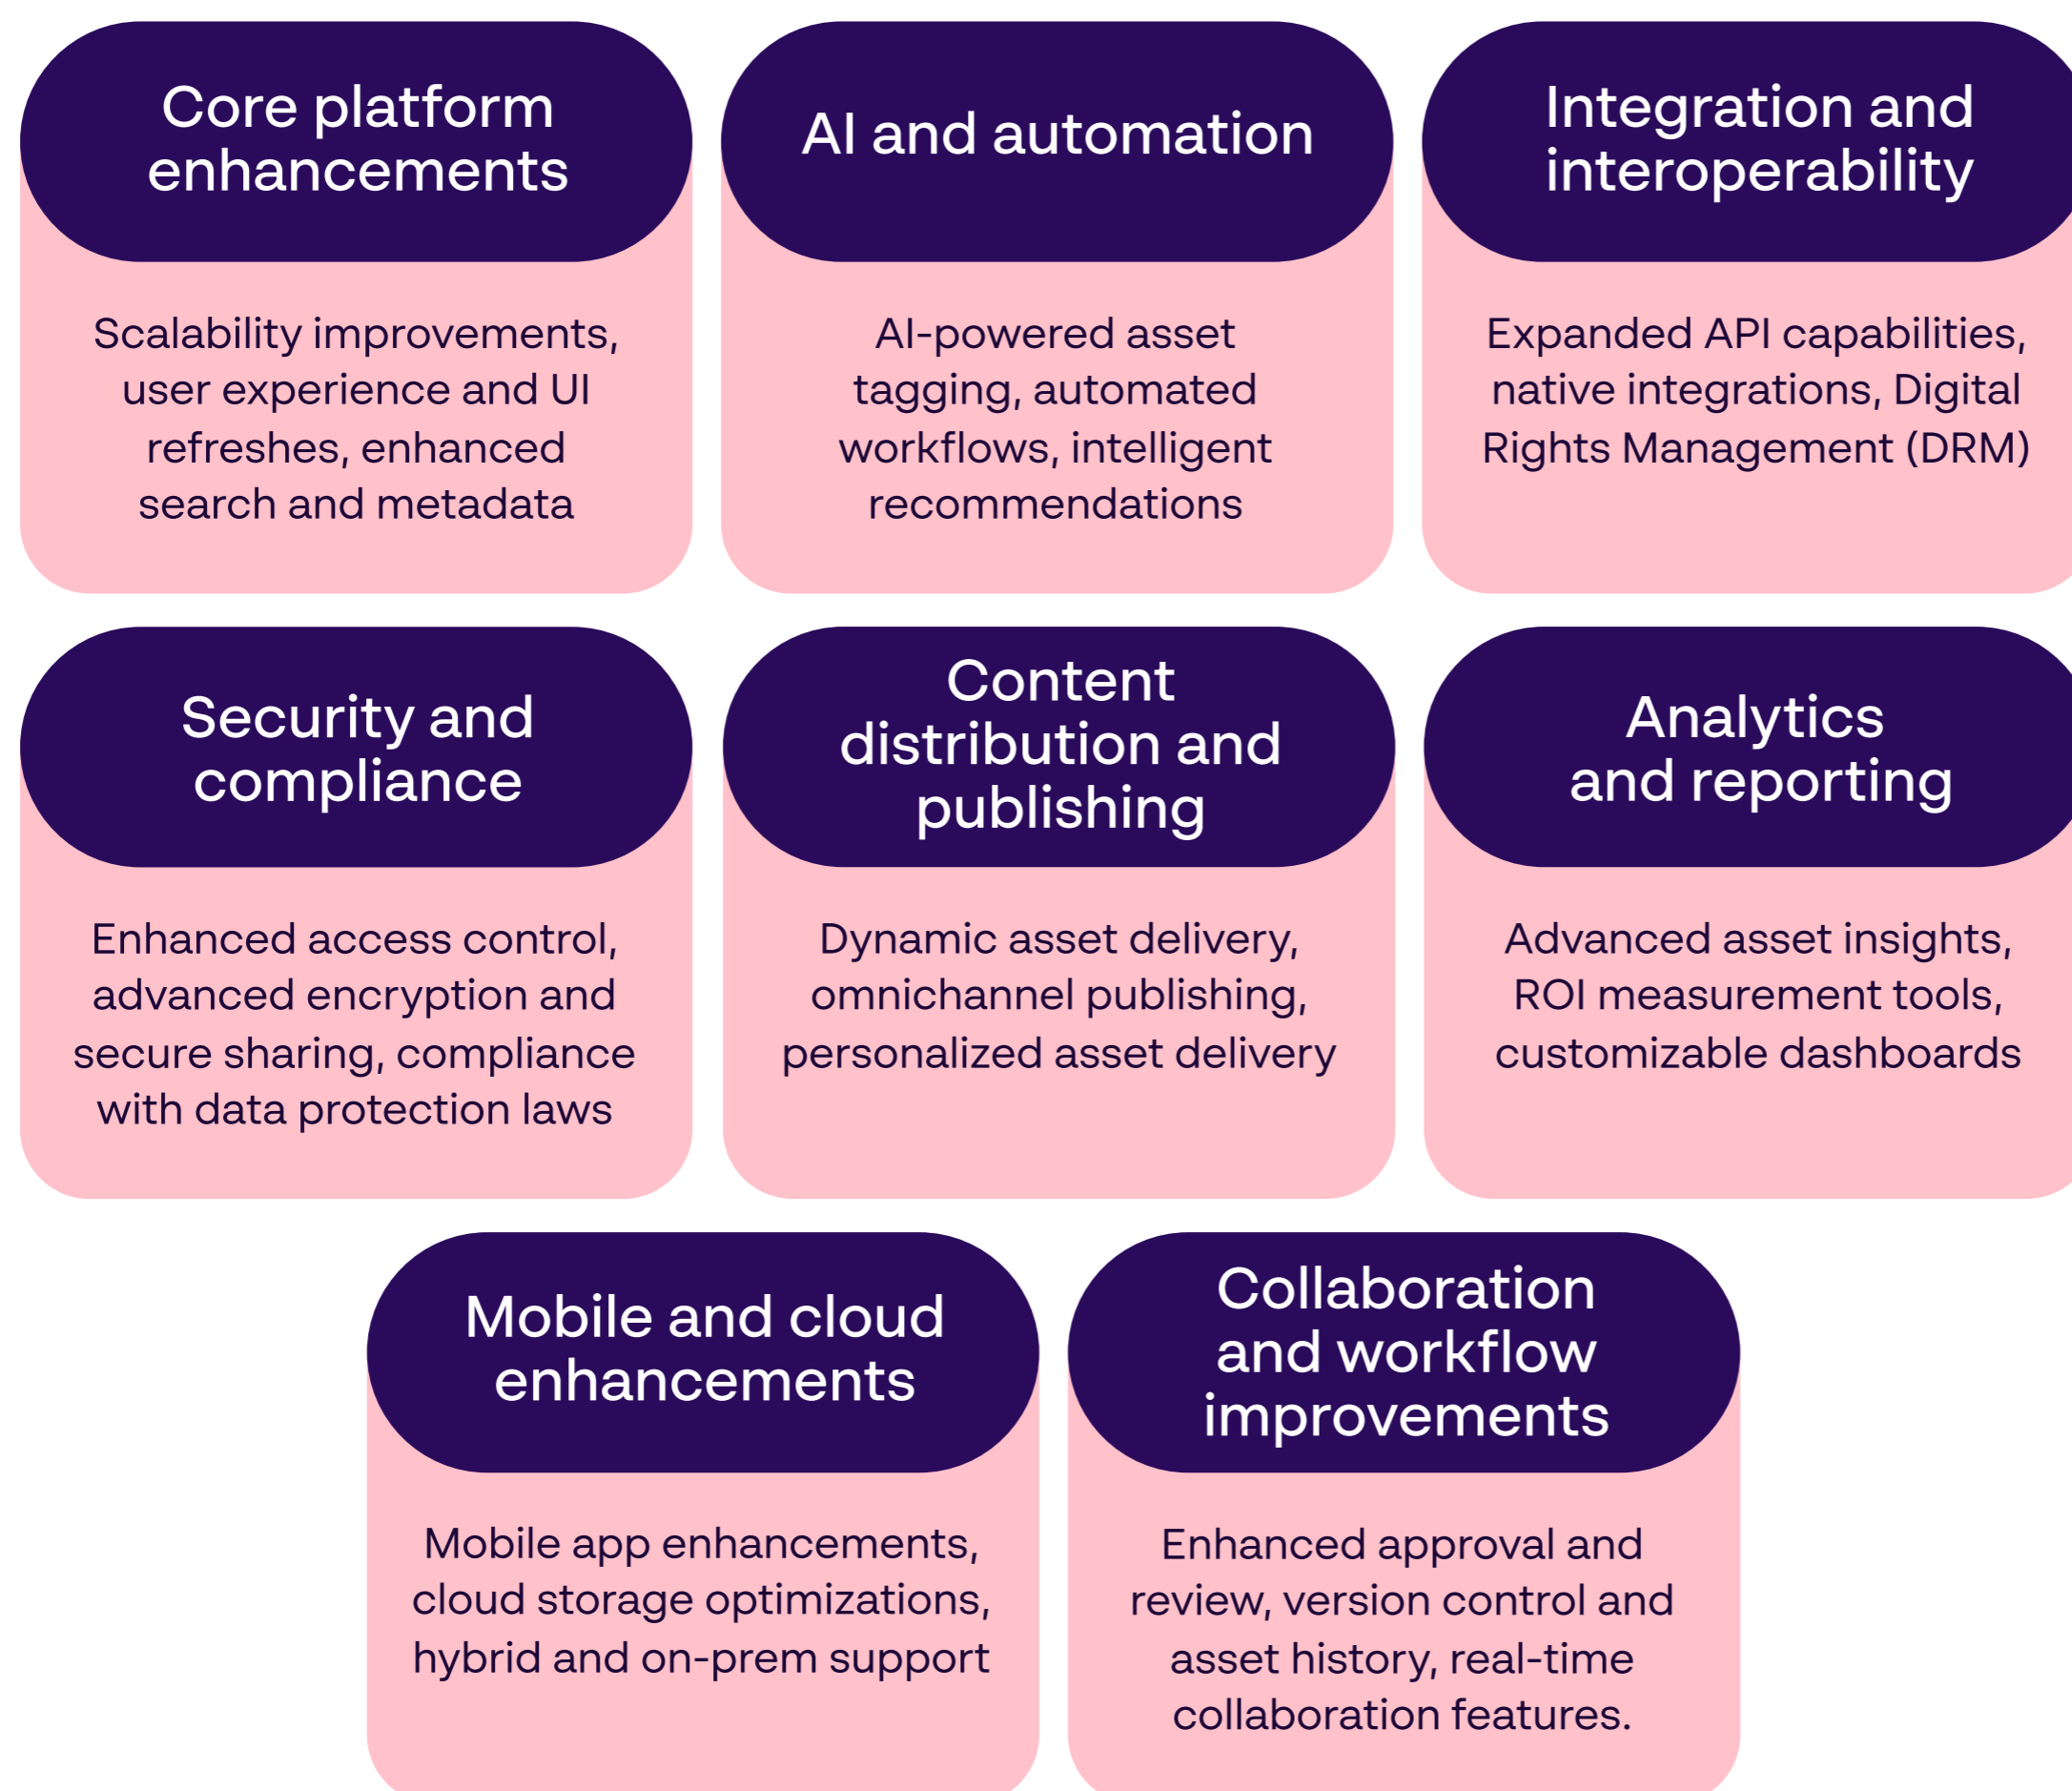 Core platform
enhancements
Scalability improvements,
user experience and UI
refreshes, enhanced
search and metadata
AI and automation
AI-powered asset
tagging, automated
workflows, intelligent
recommendations
Integration and
interoperability
Expanded API capabilities,
native integrations, Digital
Rights Management (DRM)
Security and
compliance
Enhanced access control,
advanced encryption and
secure sharing, compliance
with data protection laws
Content
distribution and
publishing
Dynamic asset delivery,
omnichannel publishing,
personalized asset delivery
Analytics
and reporting
Advanced asset insights,
ROI measurement tools,
customizable dashboards
Mobile and cloud
enhancements
Mobile app enhancements,
cloud storage optimizations,
hybrid and on-prem support
Collaboration
and workflow
improvements
Enhanced approval and
review, version control and
asset history, real-time
collaboration features.